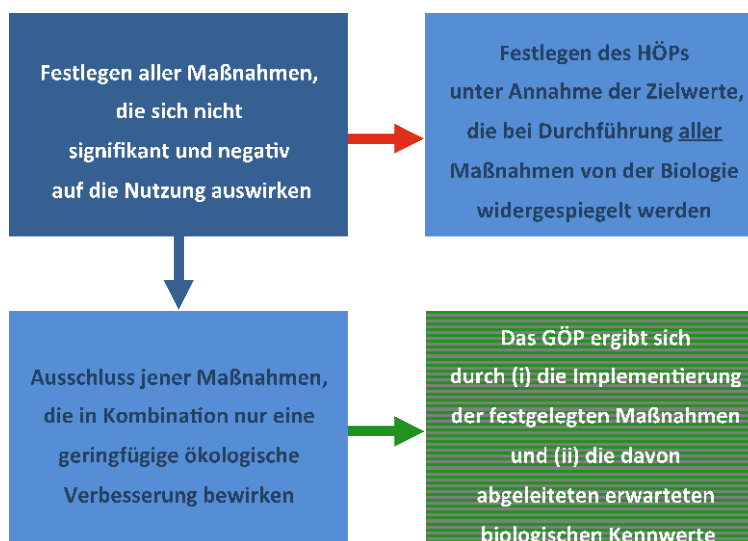 Festlegen aller Maßnahmen,
die sich nicht
signifikant und negativ
auf die Nutzung auswirken
Festlegen des HÖPs
unter Annahme der Zielwerte,
die bei Durchführung aller
Maßnahmen von der Biologie
widergespiegelt werden
Ausschluss jener Maßnahmen,
die in Kombination nur eine
geringfügige ökologische
Verbesserung bewirken
Das GÖP ergibt sich
durch (i) die Implementierung
der festgelegten Maßnahmen
und (ii) die davon
abgeleiteten erwarteten
biologischen Kennwerte